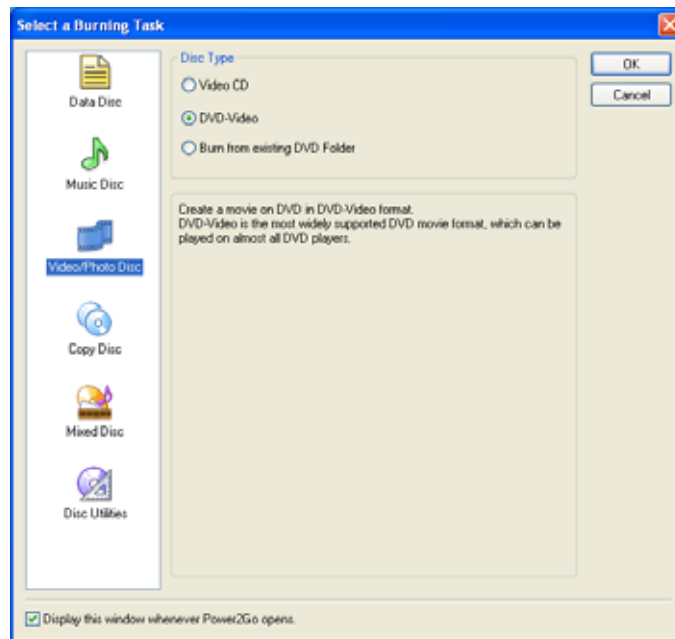 Select a Burning Task
Data Disc
Music Disc
Video/Photo Disc
Copy Disc
Mixed Disc
Disc Utilities
Disc Type
Video CD
DVD-Video
Burn from existing DVD Folder
Create a movie on DVD in DVD-Video format.
DVD-Video is the most widely supported DVD movie format, which can be
played on almost all DVD players.
OK
Cancel
Display this window whenever Power2Go opens.